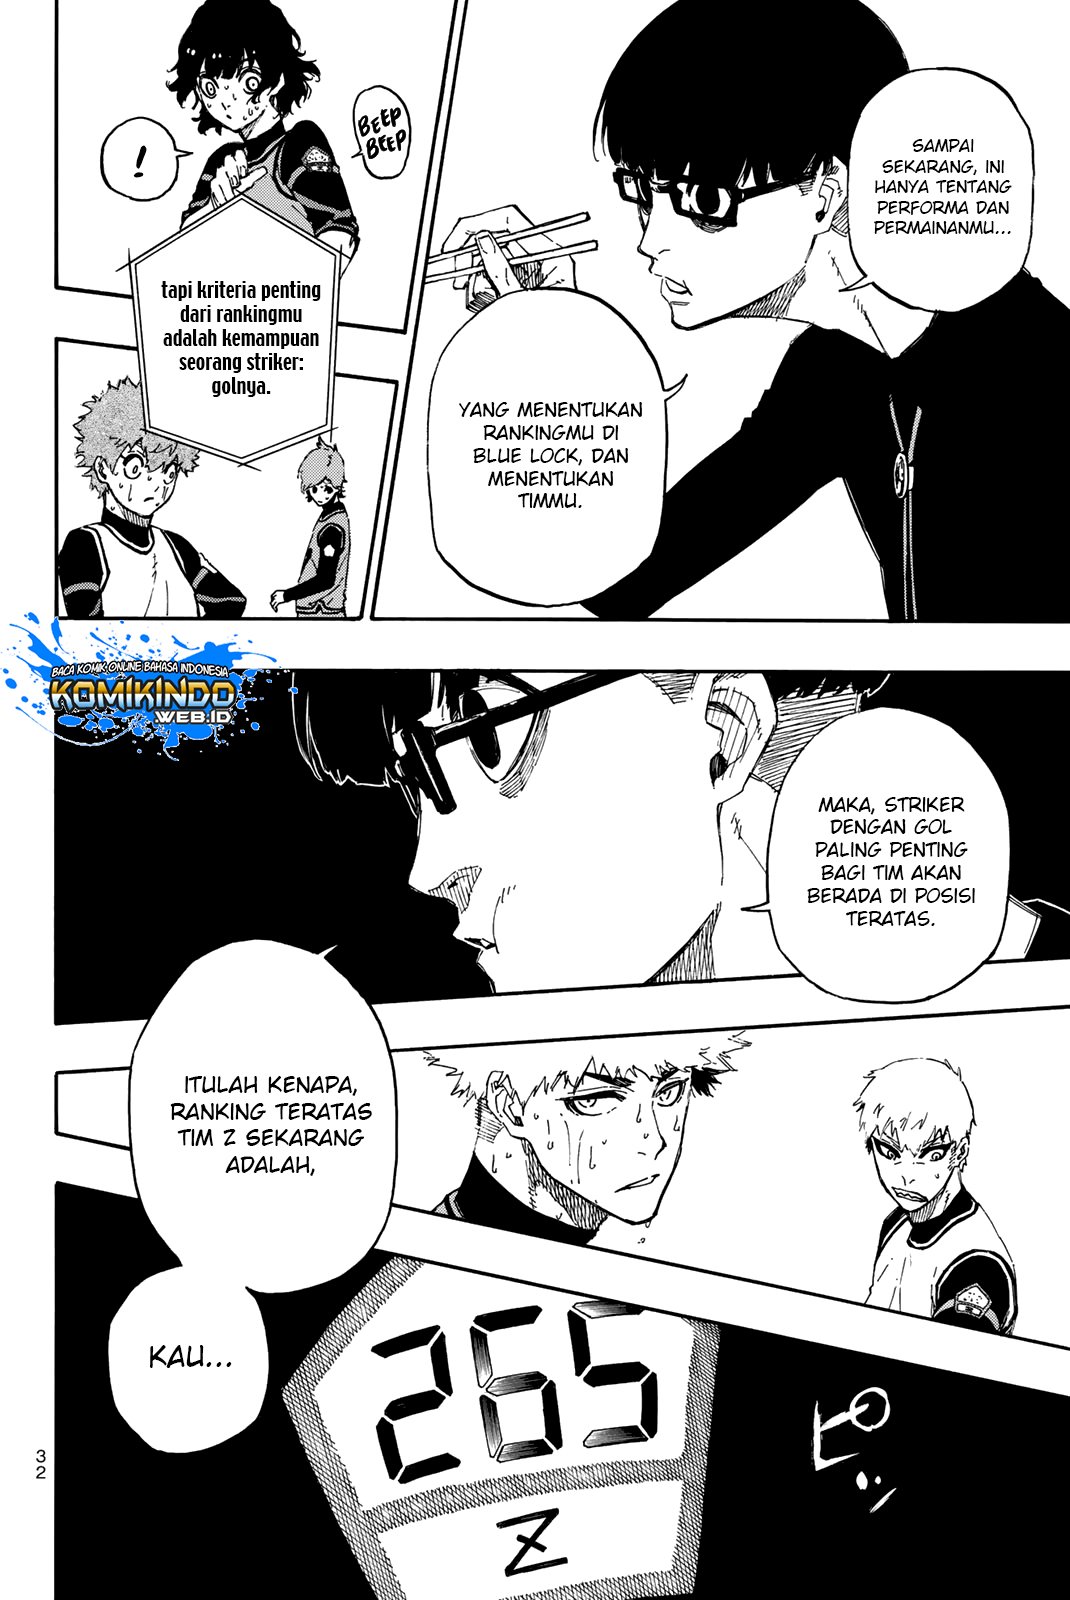 SAMPAI
SEKARANG, INI
HANYA TENTANG
PERFORMA DAN
PERMAINANMU...
YANG MENENTUKAN
RANKINGMU DI
BLUE LOCK, DAN
MENENTUKAN
TIMMU.
BEEP
BEEP
!
tapi kriteria penting
dari rankingmu
adalah kemampuan
seorang striker:
golnya.
BACA KOMIK ONLINE BAHASA INDONESIA
KOMIKINDO
WEB.ID
MAKA, STRIKER
DENGAN GOL
PALING PENTING
BAGI TIM AKAN
BERADA DI POSISI
TERATAS.
ITULAH KENAPA,
RANKING TERATAS
TIM Z SEKARANG
ADALAH,
KAU...
265
Z
ピ
32